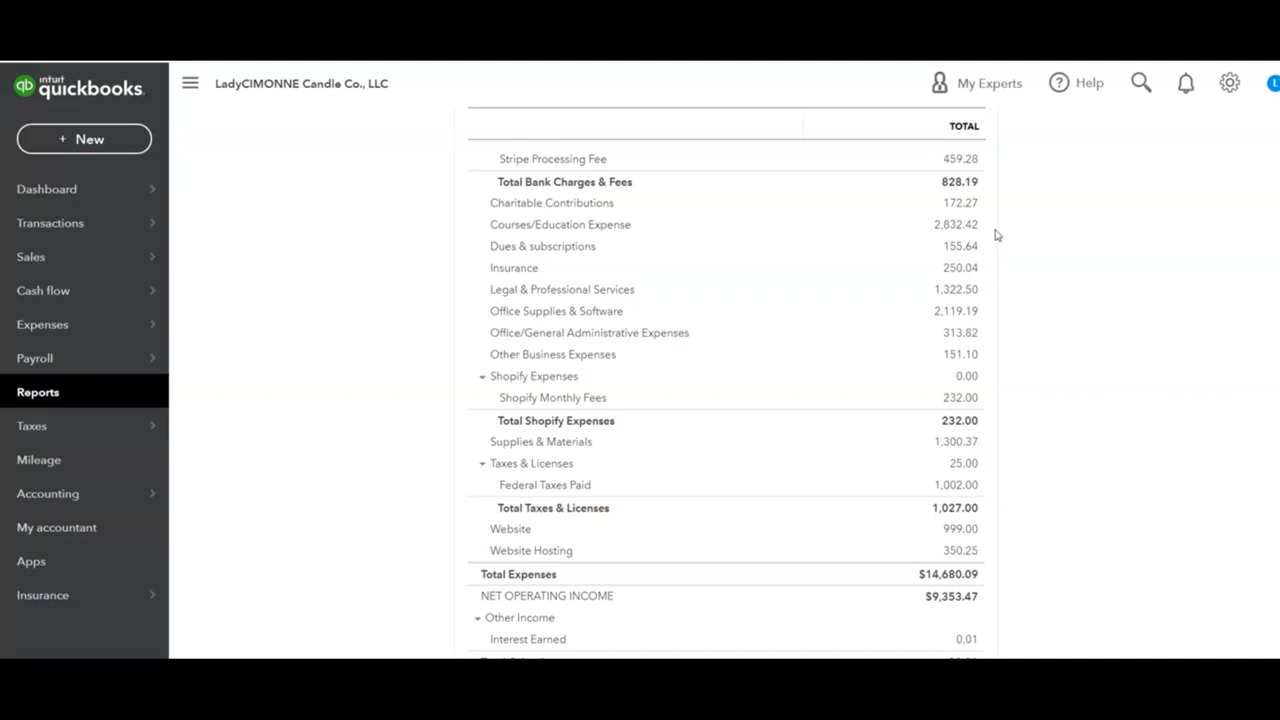 intuit
qb quickbooks.
LadyCIMONNE Candle Co., LLC
My Experts
Help
L
+ New
Dashboard
Transactions
Sales
Cash flow
Expenses
Payroll
Reports
Taxes
Mileage
Accounting
My accountant
Apps
Insurance
TOTAL
Stripe Processing Fee 459.28
Total Bank Charges & Fees 828.19
Charitable Contributions 172.27
Courses/Education Expense 2,832.42
Dues & subscriptions 155.64
Insurance 250.04
Legal & Professional Services 1,322.50
Office Supplies & Software 2,119.19
Office/General Administrative Expenses 313.82
Other Business Expenses 151.10
Shopify Expenses 0.00
Shopify Monthly Fees 232.00
Total Shopify Expenses 232.00
Supplies & Materials 1,300.37
Taxes & Licenses 25.00
Federal Taxes Paid 1,002.00
Total Taxes & Licenses 1,027.00
Website 999.00
Website Hosting 350.25
Total Expenses $14,680.09
NET OPERATING INCOME $9,353.47
Other Income
Interest Earned 0.01